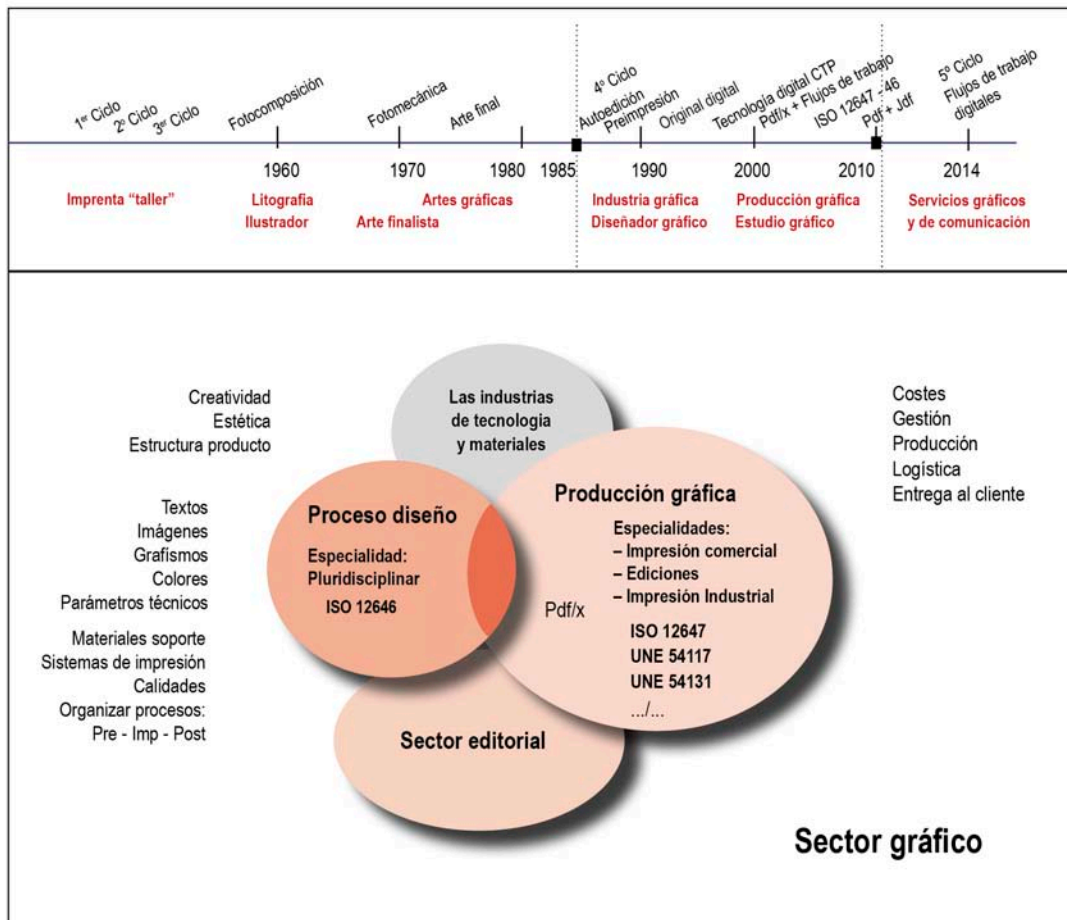 1er Ciclo
2º Ciclo
3er Ciclo
Fotocomposición
Fotomecánica
Arte final
4º Ciclo
Autoedición
Preimpresión
Original digital
Tecnología digital CTP
Pdf/x + Flujos de trabajo
ISO 12647 - 46
Pdf + Jdf
5º Ciclo
Flujos de trabajo
digitales
1960
1970
1980
1985
1990
2000
2010
2014
Imprenta “taller”
Litografia
Ilustrador
Artes gráficas
Arte finalista
Industria gráfica
Diseñador gráfico
Producción gráfica
Estudio gráfico
Servicios gráficos
y de comunicación
Creatividad
Estética
Estructura producto
Textos
Imágenes
Grafísmos
Colores
Parámetros técnicos
Materiales soporte
Sistemas de impresión
Calidades
Organizar procesos:
Pre - Imp - Post
Las industrias
de tecnologia
y materiales
Proceso diseño
Especialidad:
Pluridisciplinar
ISO 12646
Pdf/x
Producción gráfica
Especialidades:
– Impresión comercial
– Ediciones
– Impresión Industrial
ISO 12647
UNE 54117
UNE 54131
.../...
Sector editorial
Costes
Gestión
Producción
Logística
Entrega al cliente
Sector gráfico